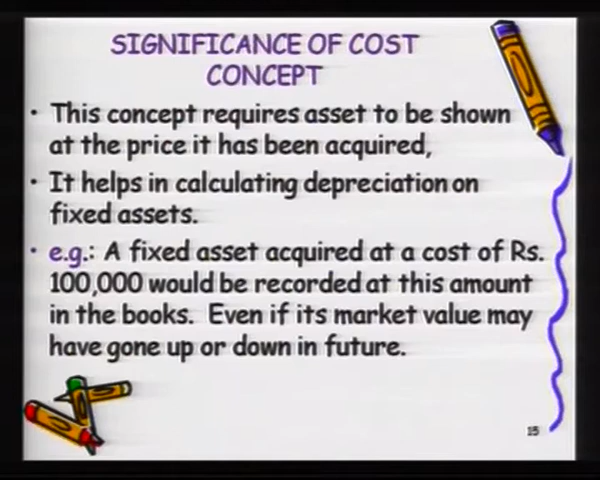 SIGNIFICANCE OF COST
CONCEPT
• This concept requires asset to be shown
at the price it has been acquired,
• It helps in calculating depreciation on
fixed assets.
• e.g.: A fixed asset acquired at a cost of Rs.
100,000 would be recorded at this amount
in the books. Even if its market value may
have gone up or down in future.
15